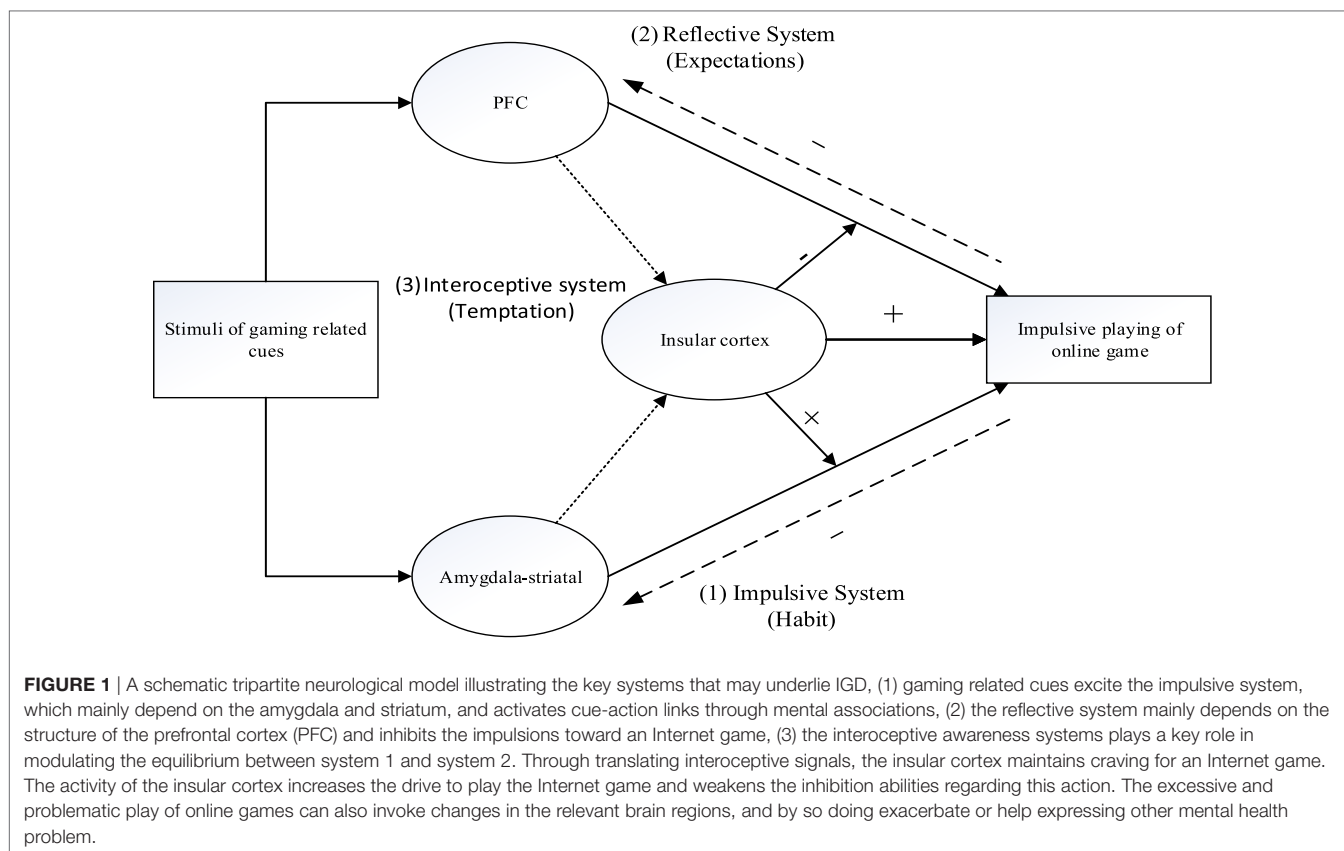 (2) Reflective System
(Expectations)
PFC
–
(3) Interoceptive system
(Temptation)
-
Stimuli of gaming related
cues
Insular cortex
+
Impulsive playing of
online game
×
–
Amygdala-striatal
(1) Impulsive System
(Habit)
FIGURE 1 | A schematic tripartite neurological model illustrating the key systems that may underlie IGD, (1) gaming related cues excite the impulsive system,
which mainly depend on the amygdala and striatum, and activates cue-action links through mental associations, (2) the reflective system mainly depends on the
structure of the prefrontal cortex (PFC) and inhibits the impulsions toward an Internet game, (3) the interoceptive awareness systems plays a key role in
modulating the equilibrium between system 1 and system 2. Through translating interoceptive signals, the insular cortex maintains craving for an Internet game.
The activity of the insular cortex increases the drive to play the Internet game and weakens the inhibition abilities regarding this action. The excessive and
problematic play of online games can also invoke changes in the relevant brain regions, and by so doing exacerbate or help expressing other mental health
problem.